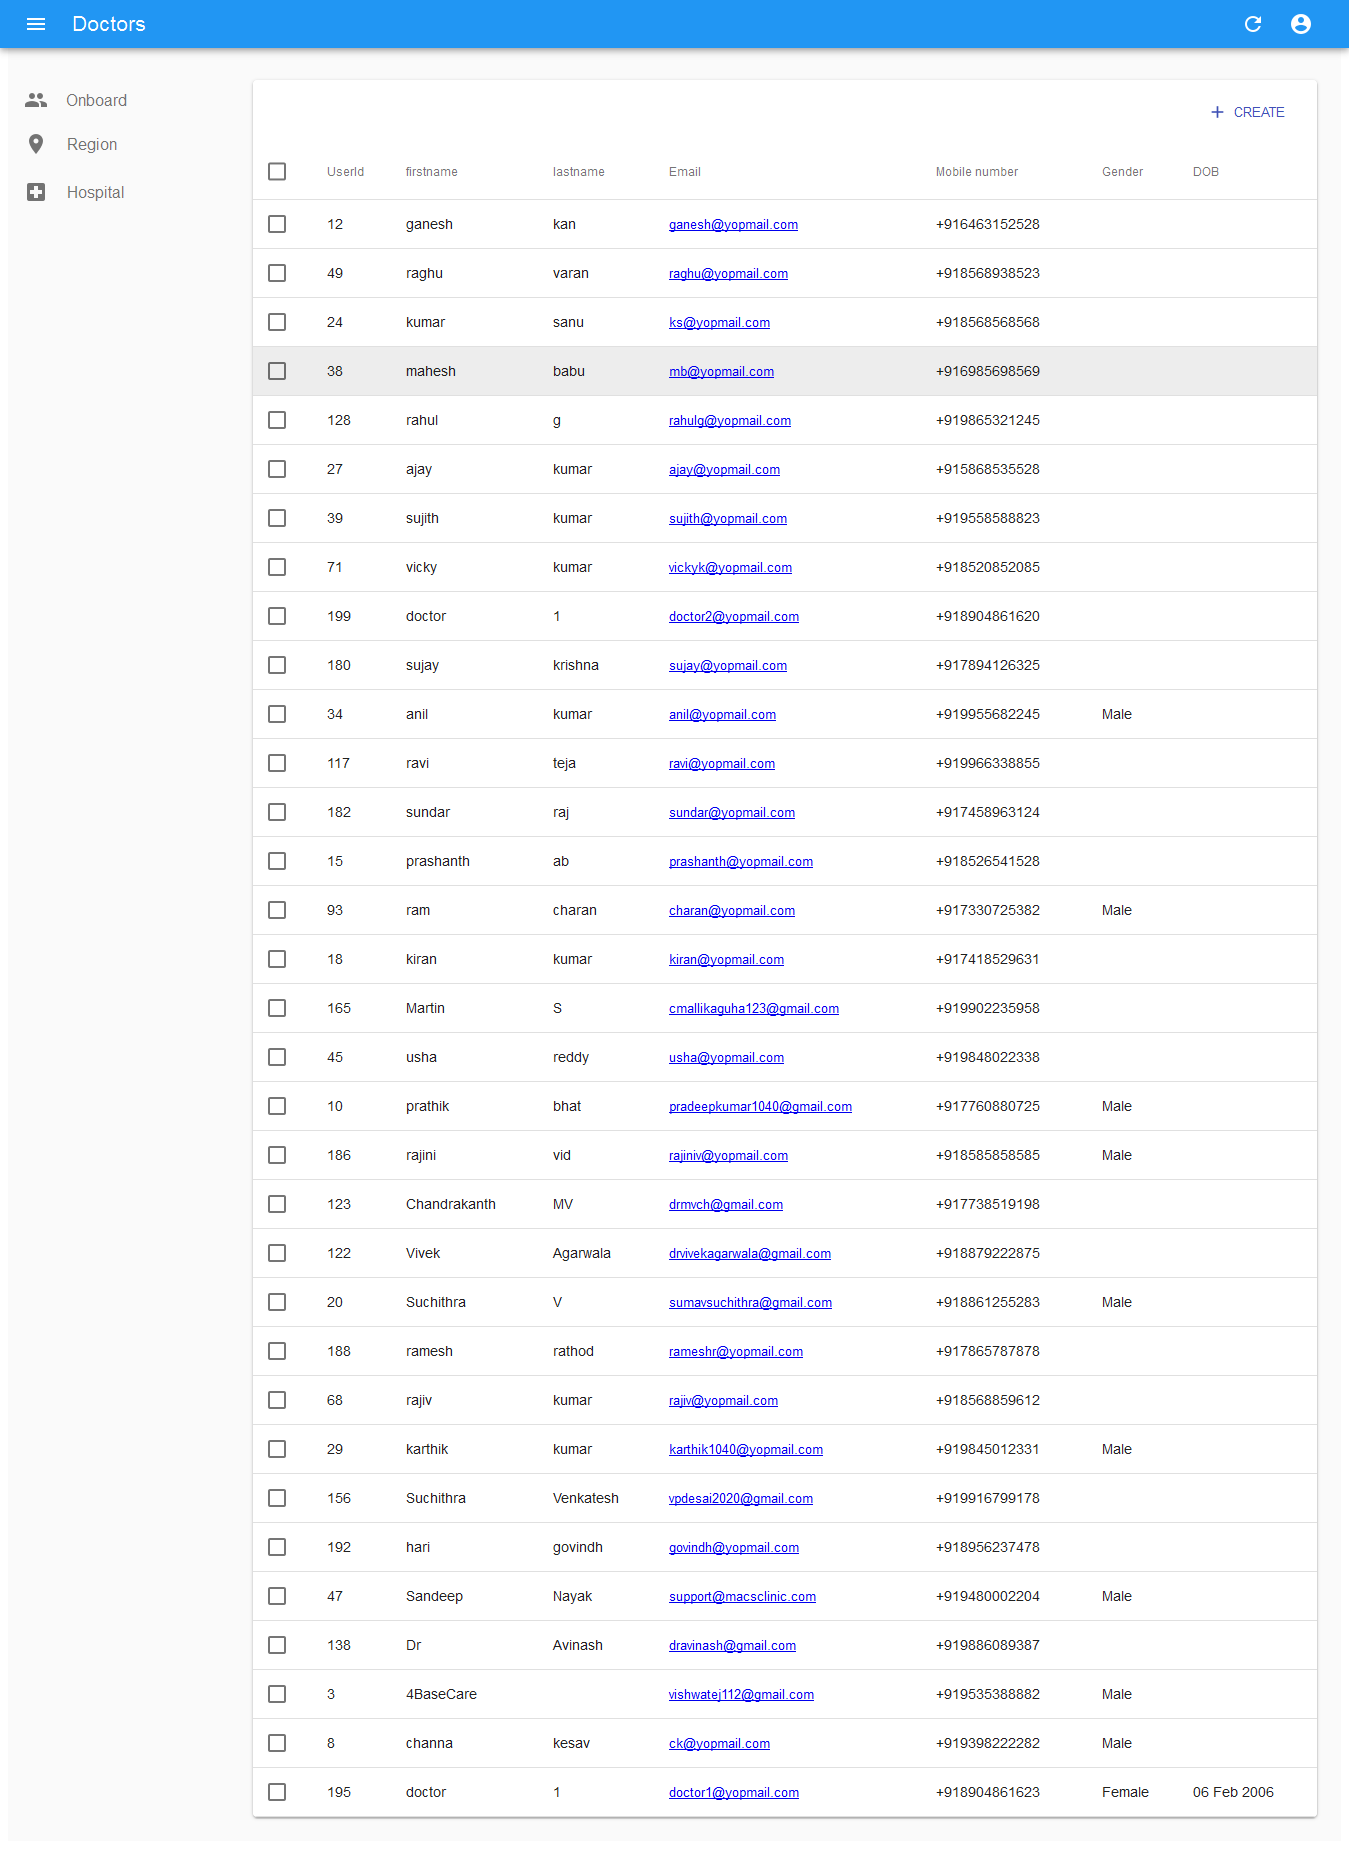 Doctors
Onboard
Region
Hospital
CREATE
UserId firstname lastname Email Mobile number Gender DOB
12 ganesh kan ganesh@yopmail.com +916463152528
49 raghu varan raghu@yopmail.com +918568938523
24 kumar sanu ks@yopmail.com +918568568568
38 mahesh babu mb@yopmail.com +916985698569
128 rahul g rahulg@yopmail.com +919865321245
27 ajay kumar ajay@yopmail.com +915868535528
39 sujith kumar sujith@yopmail.com +919558588823
71 vicky kumar vickyk@yopmail.com +918520852085
199 doctor 1 doctor2@yopmail.com +918904861620
180 sujay krishna sujay@yopmail.com +917894126325
34 anil kumar anil@yopmail.com +919955682245 Male
117 ravi teja ravi@yopmail.com +919966338855
182 sundar raj sundar@yopmail.com +917458963124
15 prashanth ab prashanth@yopmail.com +918526541528
93 ram charan charan@yopmail.com +917330725382 Male
18 kiran kumar kiran@yopmail.com +917418529631
165 Martin S cmallikaguha123@gmail.com +919902235958
45 usha reddy usha@yopmail.com +919848022338
10 prathik bhat pradeepkumar1040@gmail.com +917760880725 Male
186 rajini vid rajiniv@yopmail.com +918585858585 Male
123 Chandrakanth MV drmvch@gmail.com +917738519198
122 Vivek Agarwala drvivekagarwala@gmail.com +918879222875
20 Suchithra V sumavsuchithra@gmail.com +918861255283 Male
188 ramesh rathod rameshr@yopmail.com +917865787878
68 rajiv kumar rajiv@yopmail.com +918568859612
29 karthik kumar karthik1040@yopmail.com +919845012331 Male
156 Suchithra Venkatesh vpdesai2020@gmail.com +919916799178
192 hari govindh govindh@yopmail.com +918956237478
47 Sandeep Nayak support@macsclinic.com +919480002204 Male
138 Dr Avinash dravinash@gmail.com +919886089387
3 4BaseCare vishwatej112@gmail.com +919535388882 Male
8 channa kesav ck@yopmail.com +919398222282 Male
195 doctor 1 doctor1@yopmail.com +918904861623 Female 06 Feb 2006